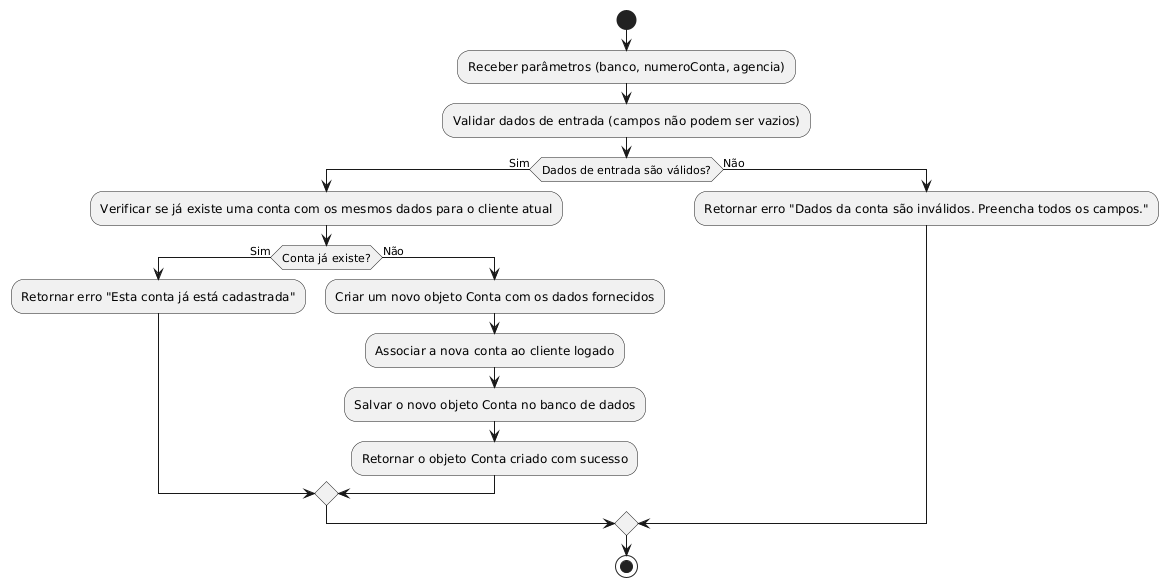 Receber parâmetros (banco, numeroConta, agencia)
Validar dados de entrada (campos não podem ser vazios)
Dados de entrada são válidos?
Sim
Não
Verificar se já existe uma conta com os mesmos dados para o cliente atual
Retornar erro "Dados da conta são inválidos. Preencha todos os campos."
Conta já existe?
Sim
Não
Retornar erro "Esta conta já está cadastrada"
Criar um novo objeto Conta com os dados fornecidos
Associar a nova conta ao cliente logado
Salvar o novo objeto Conta no banco de dados
Retornar o objeto Conta criado com sucesso